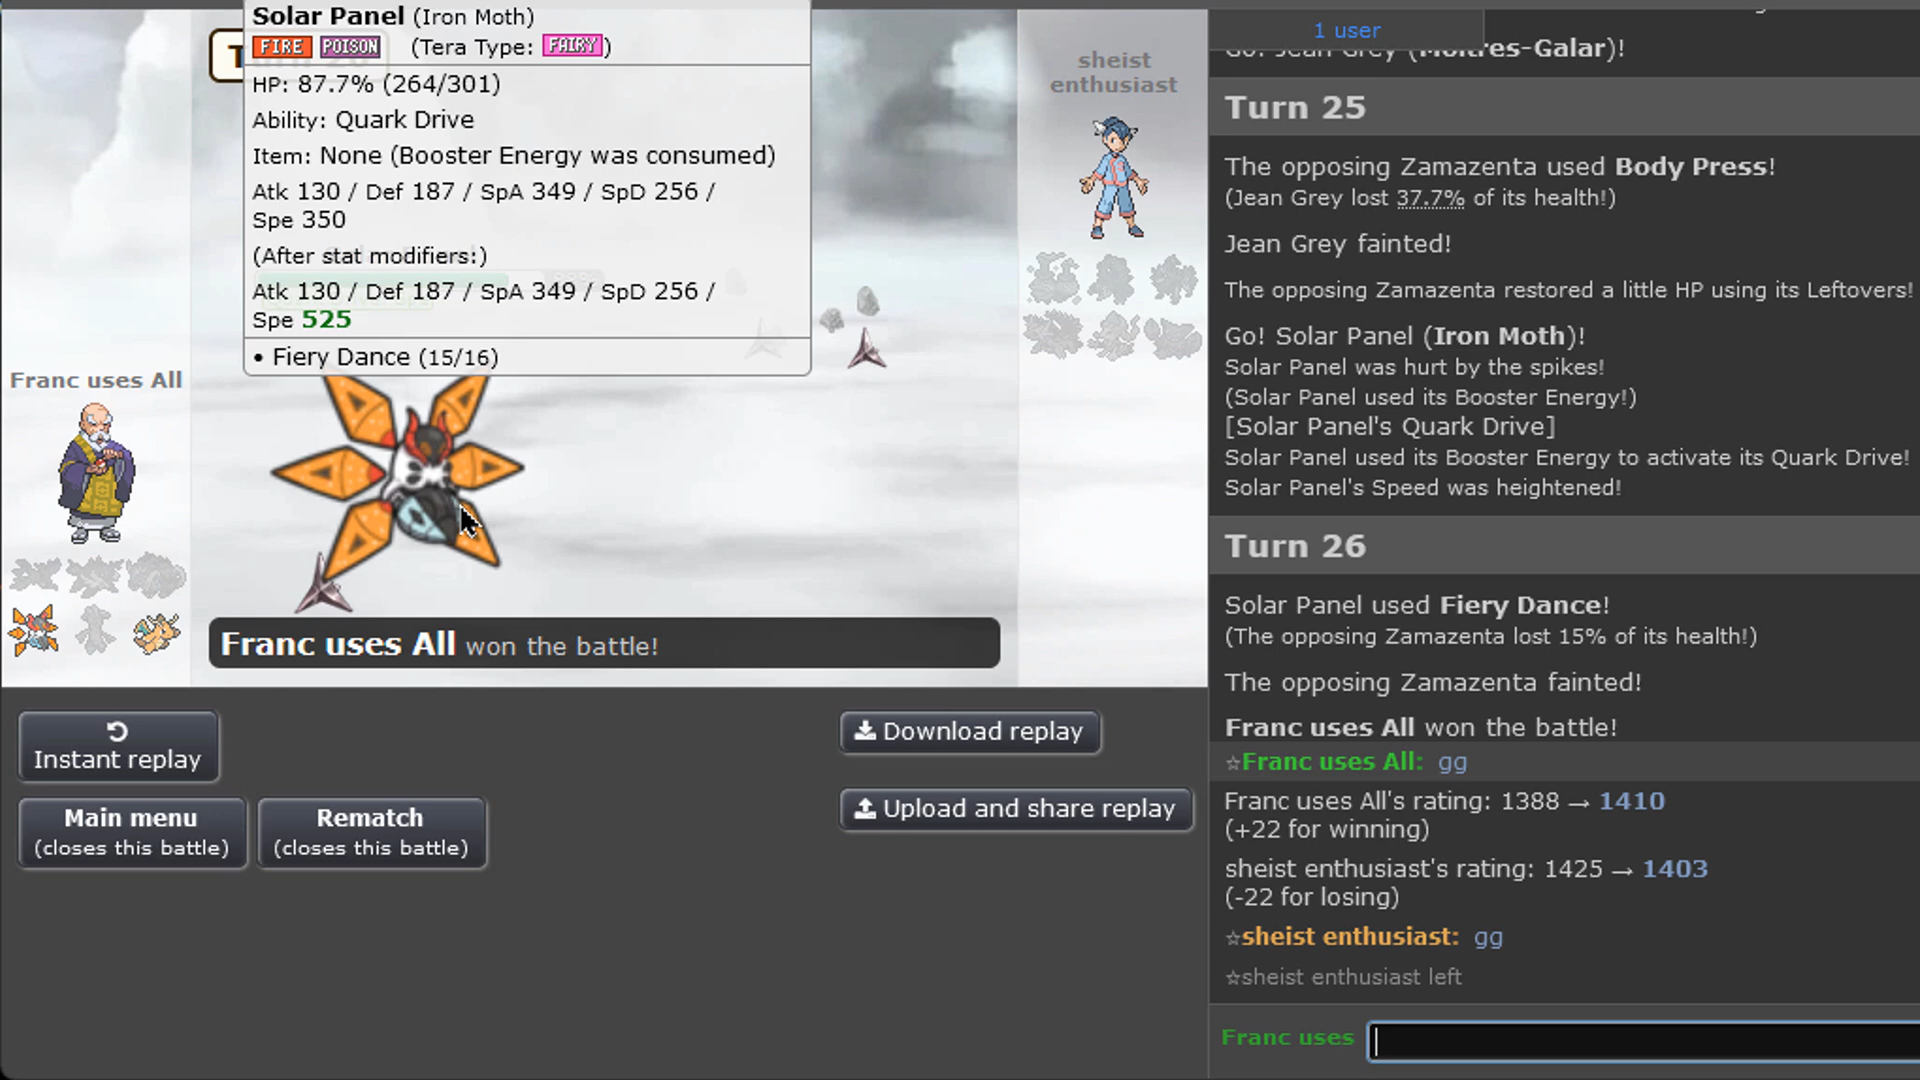 Solar Panel (Iron Moth)
FIRE POISON (Tera Type: FAIRY)
HP: 87.7% (264/301)
Ability: Quark Drive
Item: None (Booster Energy was consumed)
Atk 130 / Def 187 / SpA 349 / SpD 256 /
Spe 350
(After stat modifiers:)
Atk 130 / Def 187 / SpA 349 / SpD 256 /
Spe 525
• Fiery Dance (15/16)
sheist
enthusiast
Franc uses All
Franc uses All won the battle!
Instant replay
Main menu
(closes this battle)
Rematch
(closes this battle)
Download replay
Upload and share replay
1 user
Go! Jean Grey (Moltres-Galar)!
Turn 25
The opposing Zamazenta used Body Press!
(Jean Grey lost 37.7% of its health!)
Jean Grey fainted!
The opposing Zamazenta restored a little HP using its Leftovers!
Go! Solar Panel (Iron Moth)!
Solar Panel was hurt by the spikes!
(Solar Panel used its Booster Energy!)
[Solar Panel's Quark Drive]
Solar Panel used its Booster Energy to activate its Quark Drive!
Solar Panel's Speed was heightened!
Turn 26
Solar Panel used Fiery Dance!
(The opposing Zamazenta lost 15% of its health!)
The opposing Zamazenta fainted!
Franc uses All won the battle!
☆Franc uses All: gg
Franc uses All's rating: 1388 → 1410
(+22 for winning)
sheist enthusiast's rating: 1425 → 1403
(-22 for losing)
☆sheist enthusiast: gg
☆sheist enthusiast left
Franc uses